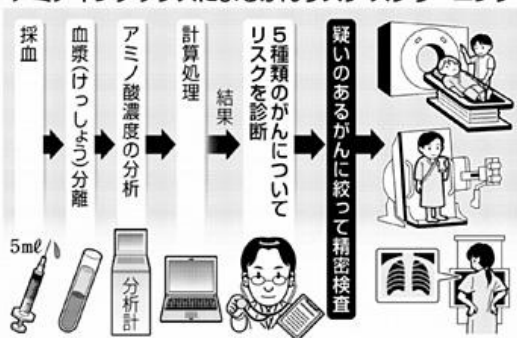 採血
血漿(けっしょう)分離
アミノ酸濃度の分析
計算処理
結果
5種類のがんについて
リスクを診断
疑いのあるがんに絞って精密検査
5㎖
分析計